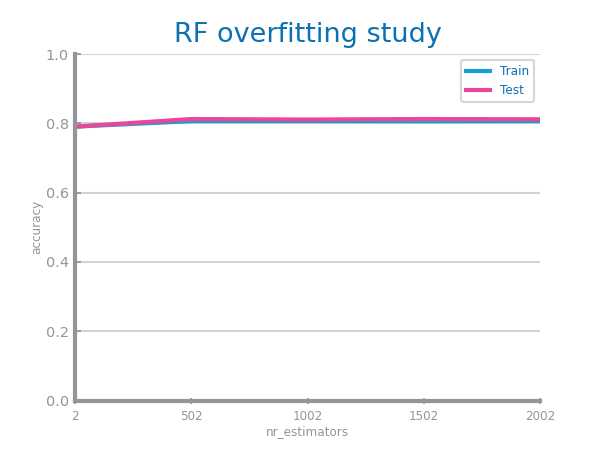 RF overfitting study
1.0
0.8
0.6
0.4
0.2
0.0
accuracy
Train
Test
2 502 1002 1502 2002
nr_estimators